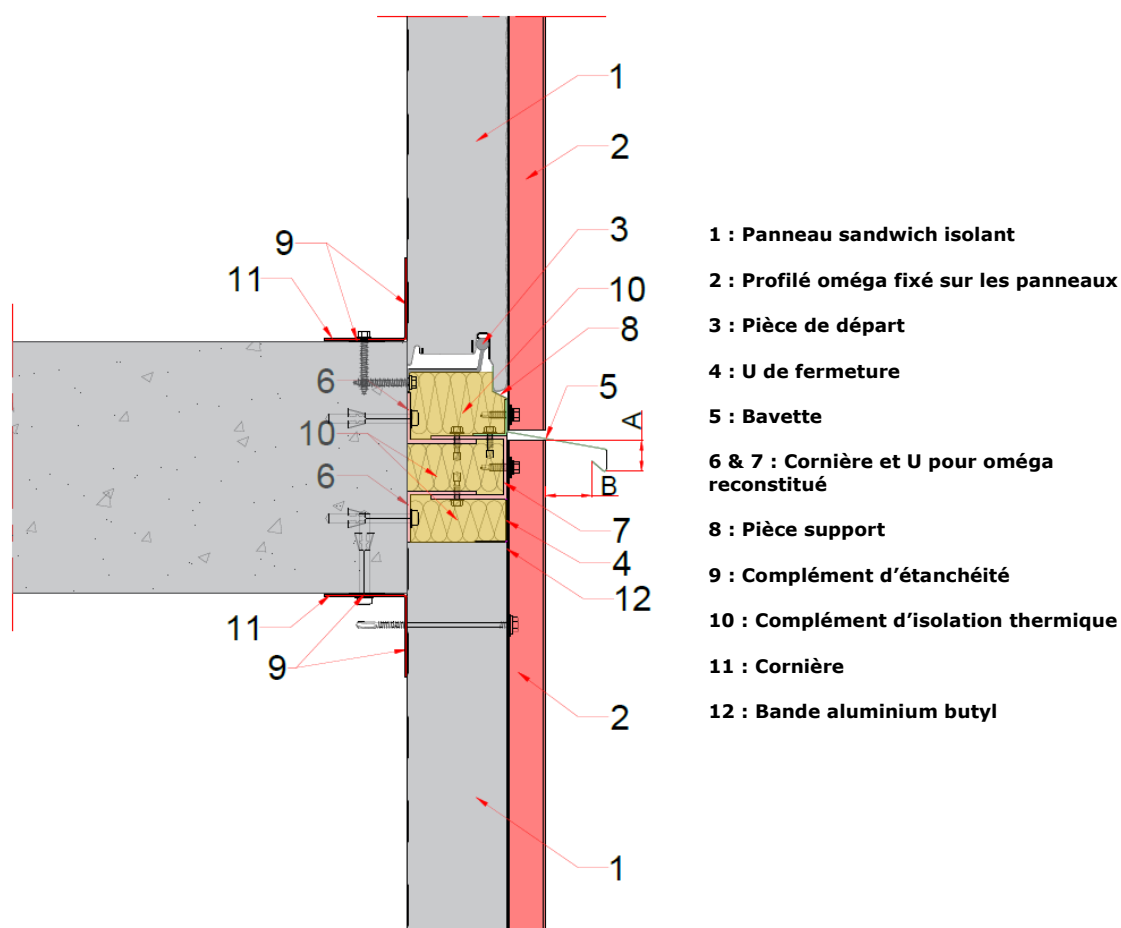 1
2
3
9
11
10
8
6
5
A
10
B
6
7
4
12
11
9
2
1
1 : Panneau sandwich isolant
2 : Profilé oméga fixé sur les panneaux
3 : Pièce de départ
4 : U de fermeture
5 : Bavette
6 & 7 : Cornière et U pour oméga
reconstitué
8 : Pièce support
9 : Complément d’étanchéité
10 : Complément d’isolation thermique
11 : Cornière
12 : Bande aluminium butyl